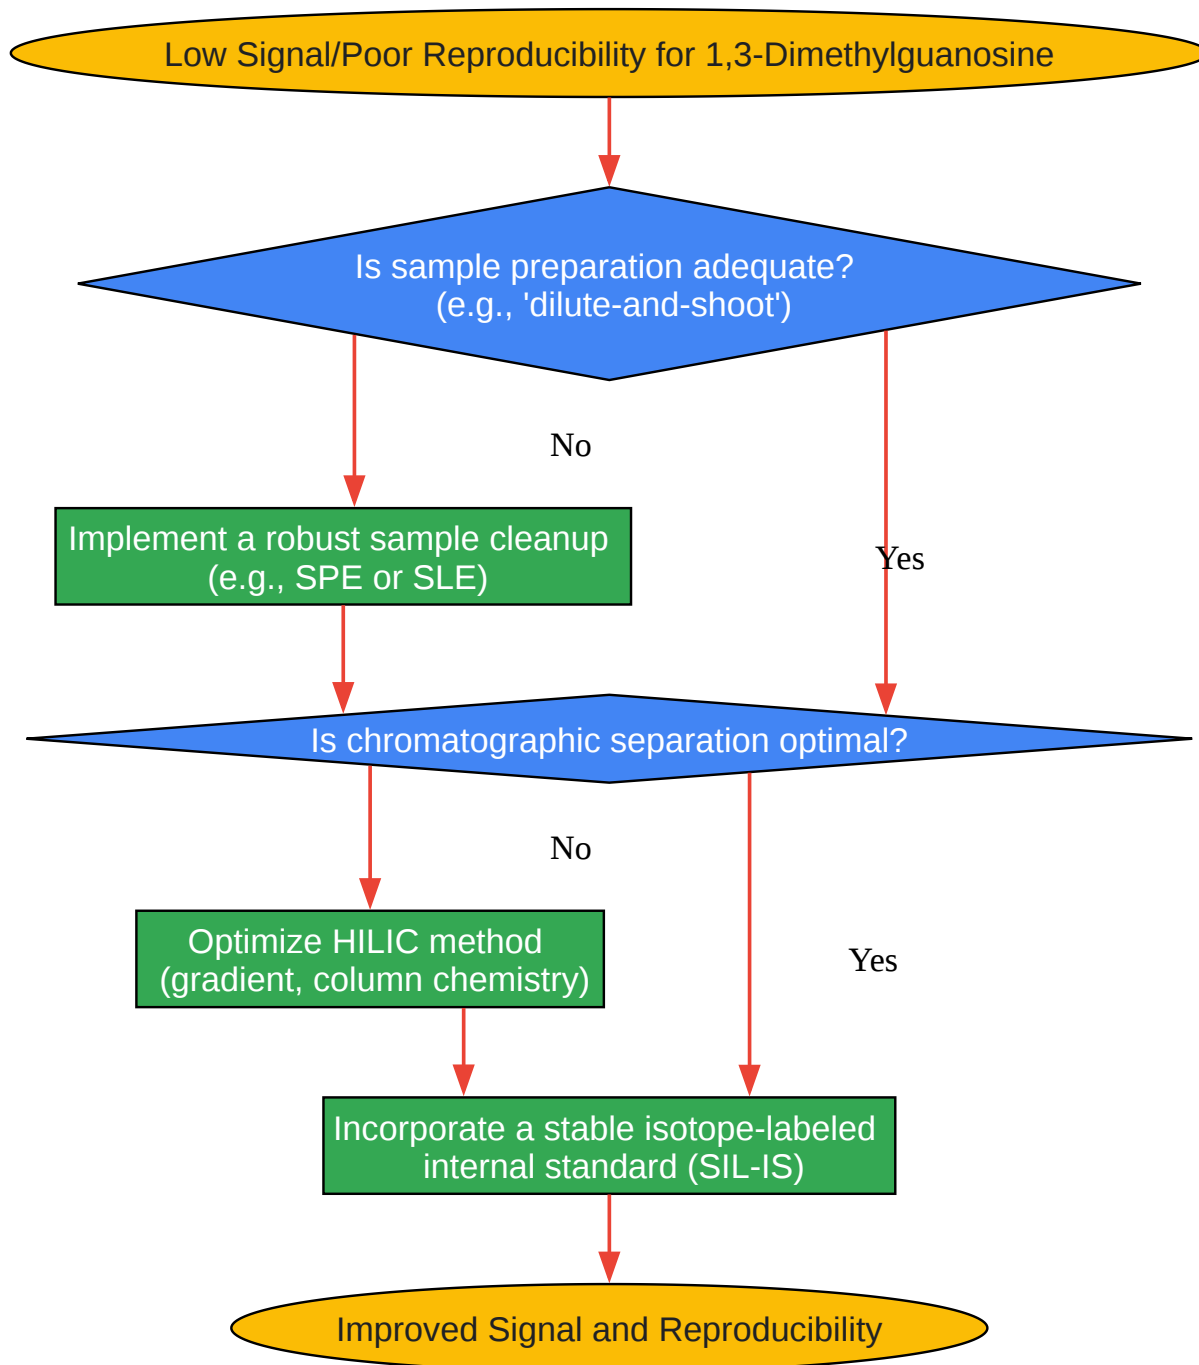 Low Signal/Poor Reproducibility for 1,3-Dimethylguanosine
Is sample preparation adequate?
(e.g., 'dilute-and-shoot')
No
Implement a robust sample cleanup
(e.g., SPE or SLE)
Yes
Is chromatographic separation optimal?
No
Optimize HILIC method
(gradient, column chemistry)
Yes
Incorporate a stable isotope-labeled
internal standard (SIL-IS)
Improved Signal and Reproducibility